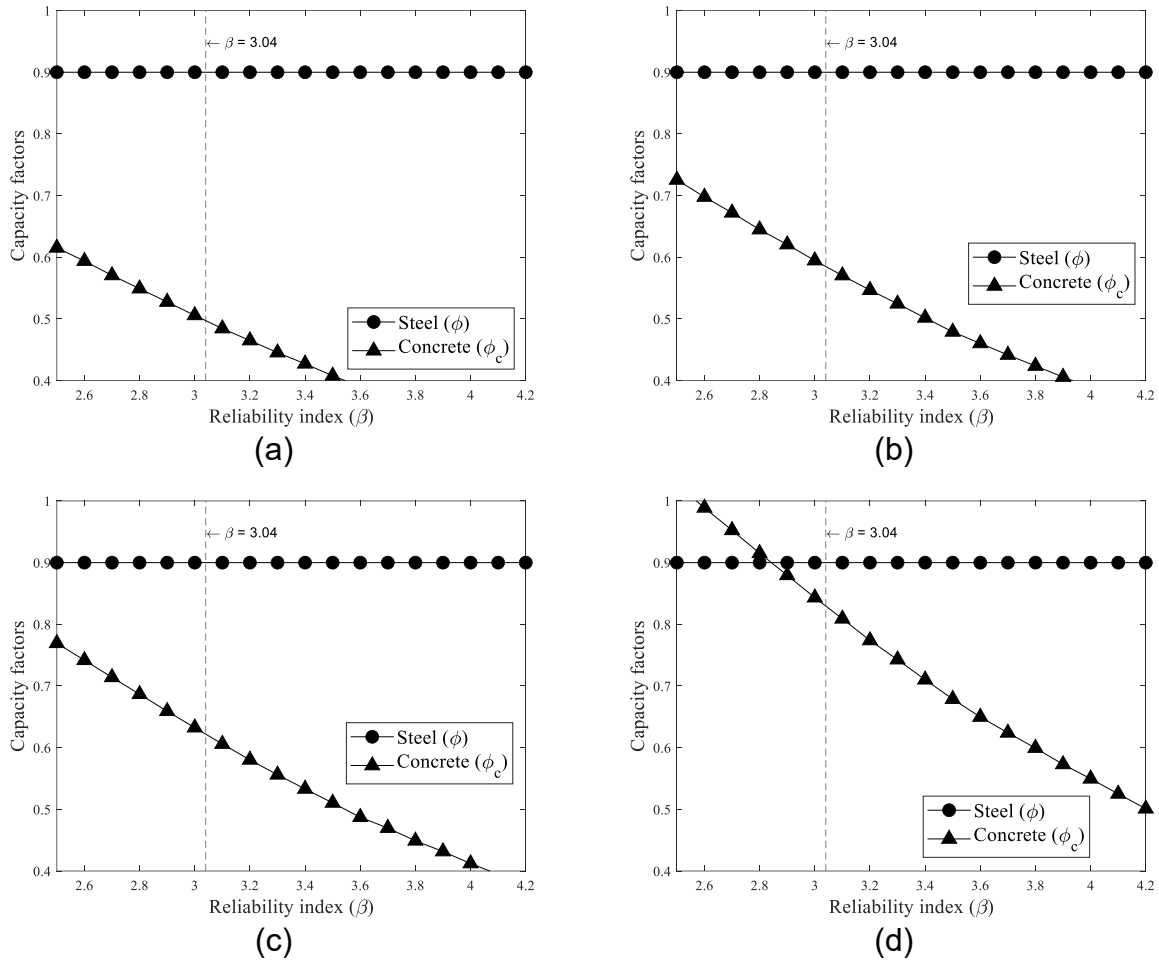 1
0.9
0.8
0.7
0.6
0.5
0.4
Capacity factors
← β = 3.04
Steel (ϕ)
Concrete (ϕc)
2.6 2.8 3 3.2 3.4 3.6 3.8 4 4.2
Reliability index (β)
(a)
1
0.9
0.8
0.7
0.6
0.5
0.4
Capacity factors
← β = 3.04
Steel (ϕ)
Concrete (ϕc)
2.6 2.8 3 3.2 3.4 3.6 3.8 4 4.2
Reliability index (β)
(b)
1
0.9
0.8
0.7
0.6
0.5
0.4
Capacity factors
← β = 3.04
Steel (ϕ)
Concrete (ϕc)
2.6 2.8 3 3.2 3.4 3.6 3.8 4 4.2
Reliability index (β)
(c)
1
0.9
0.8
0.7
0.6
0.5
0.4
Capacity factors
← β = 3.04
Steel (ϕ)
Concrete (ϕc)
2.6 2.8 3 3.2 3.4 3.6 3.8 4 4.2
Reliability index (β)
(d)